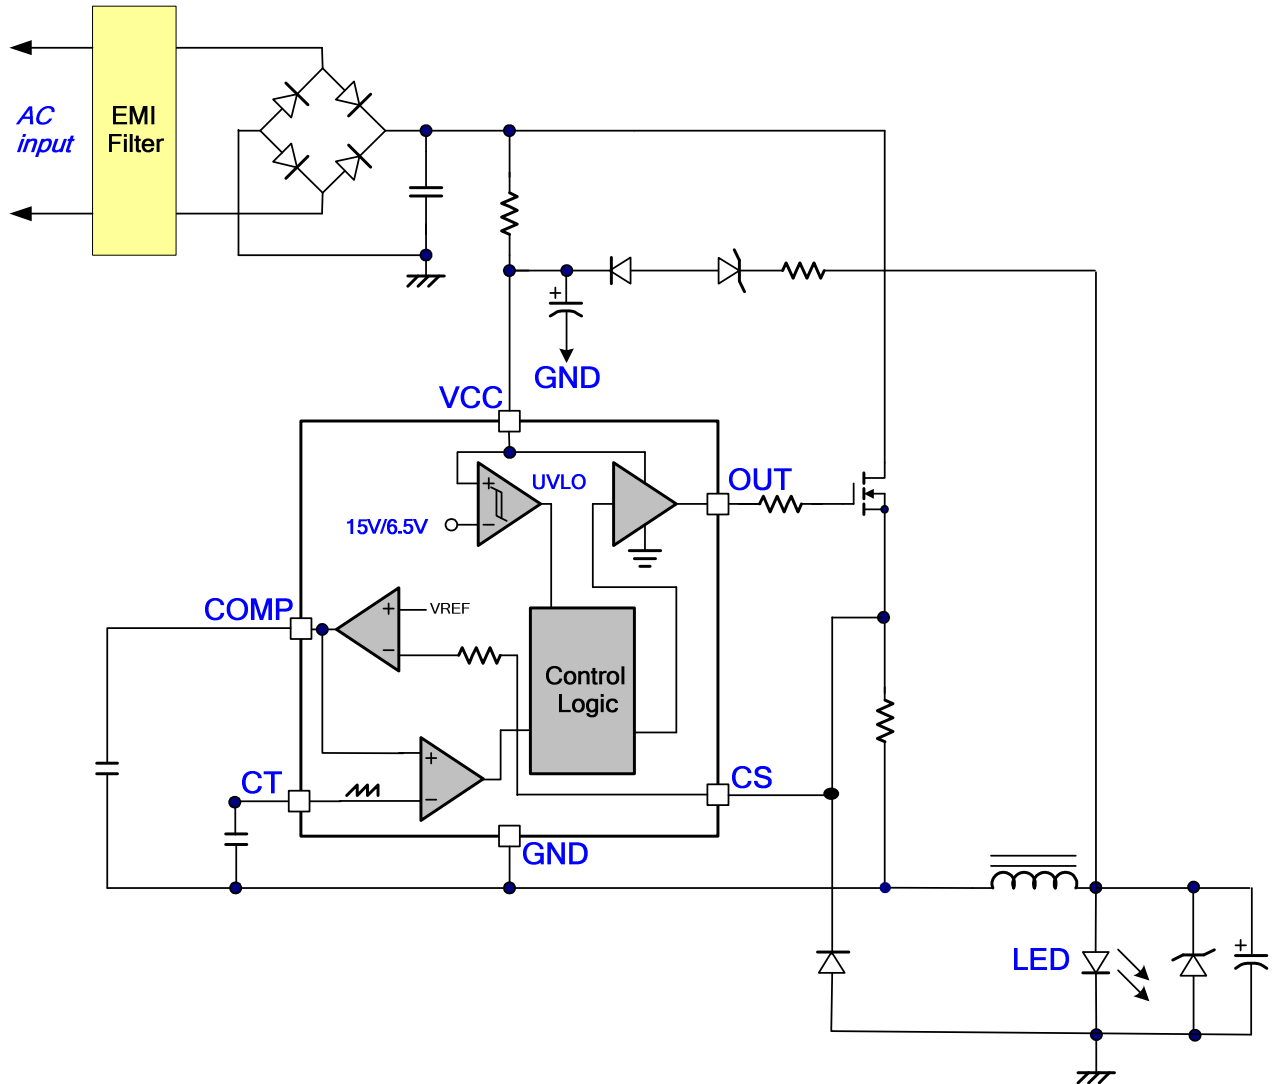 AC
input
EMI
Filter
+
GND
VCC
UVLO
OUT
+
15V/6.5V
−
COMP
+
VREF
−
Control
Logic
+
CT
−
CS
GND
LED
+